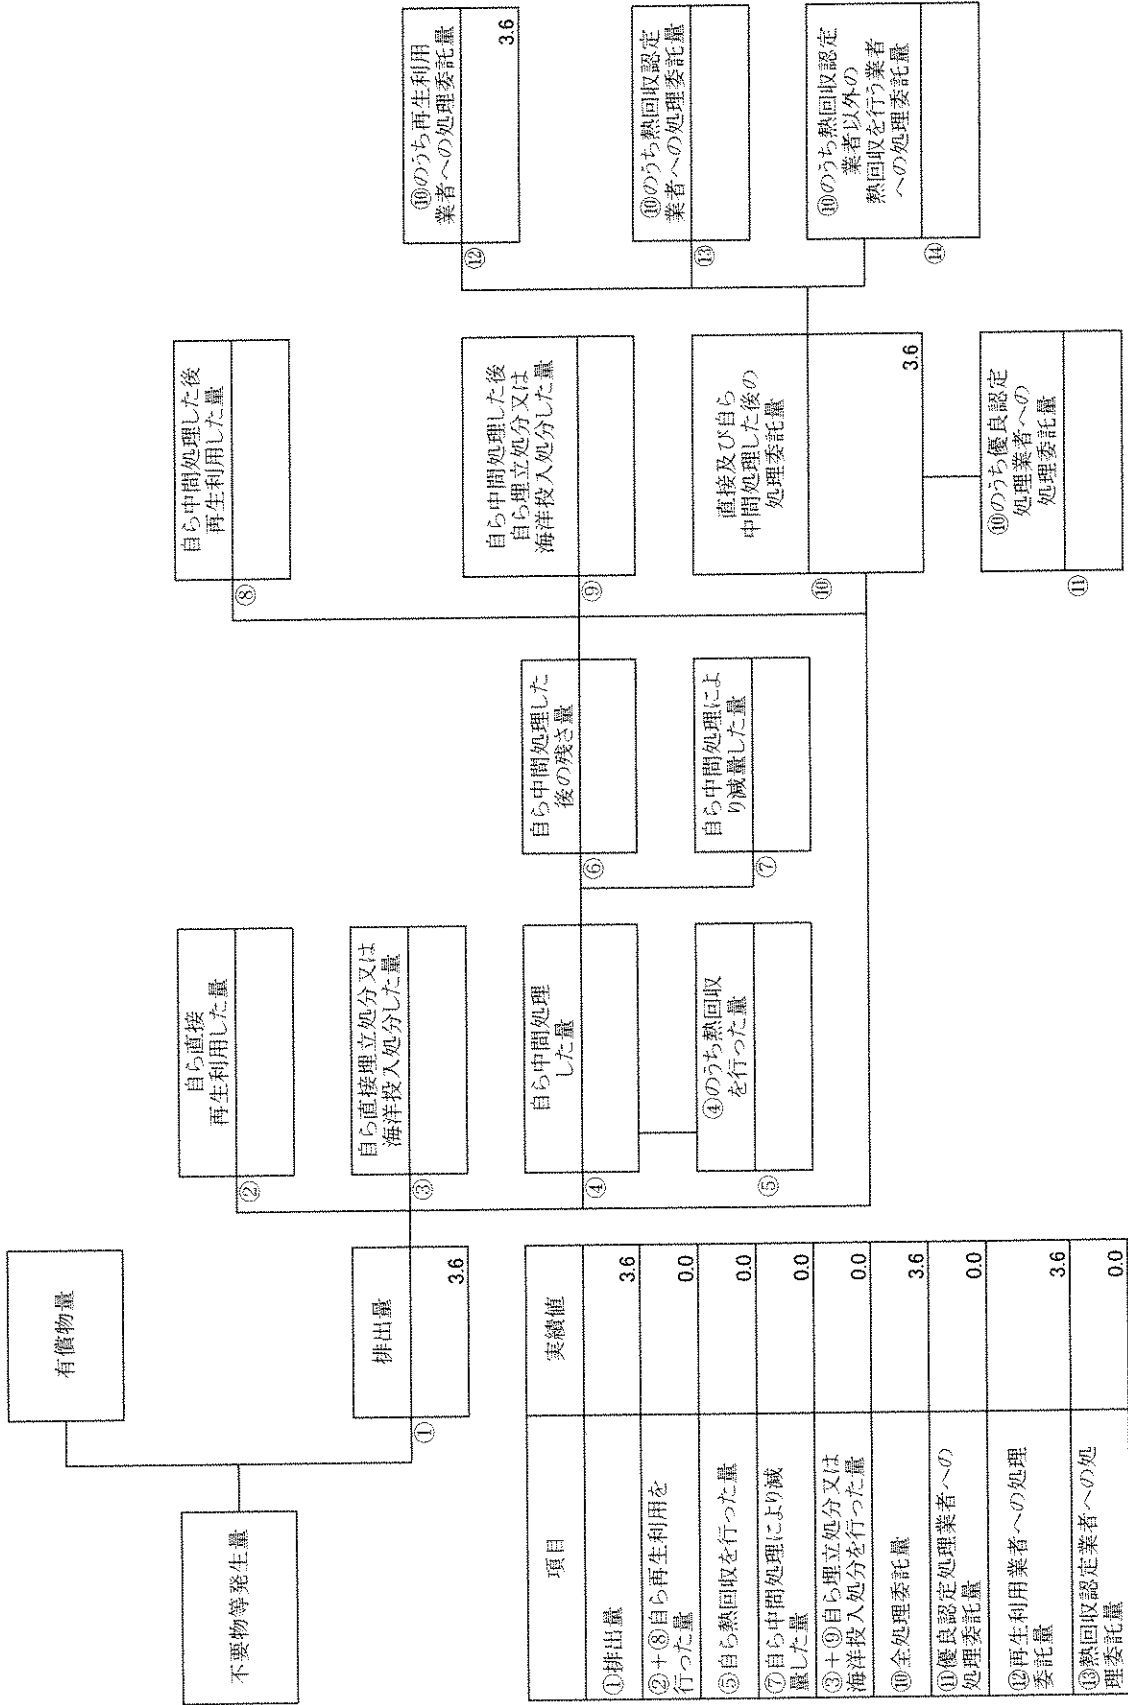 不要物等発生量
有償物量
①
排出量
3.6
②
自ら直接
再生利用した量
③
自ら直接埋立処分又は
海洋投入処分した量
④
自ら中間処理
した量
⑤
④のうち熱回収
を行った量
⑥
自ら中間処理した
後の残さ量
⑦
自ら中間処理によ
り減量した量
⑧
自ら中間処理した後
再生利用した量
⑨
自ら中間処理した後
自ら埋立処分又は
海洋投入処分した量
⑩
直接及び自ら
中間処理した後の
処理委託量
3.6
⑪
⑩のうち優良認定
処理業者への
処理委託量
⑫
⑩のうち再生利用
業者への処理委託量
3.6
⑬
⑩のうち熱回収認定
業者への処理委託量
⑭
⑩のうち熱回収認定
業者以外の
熱回収を行う業者
への処理委託量
項目 実績値
①排出量 3.6
②+⑧自ら再生利用を
行った量 0.0
⑤自ら熱回収を行った量 0.0
⑦自ら中間処理により減
量した量 0.0
③+⑨自ら埋立処分又は
海洋投入処分を行った量 0.0
⑩全処理委託量 3.6
⑪優良認定処理業者への
処理委託量 0.0
⑫再生利用業者への処理
委託量 3.6
⑬熱回収認定業者への処
理委託量 0.0